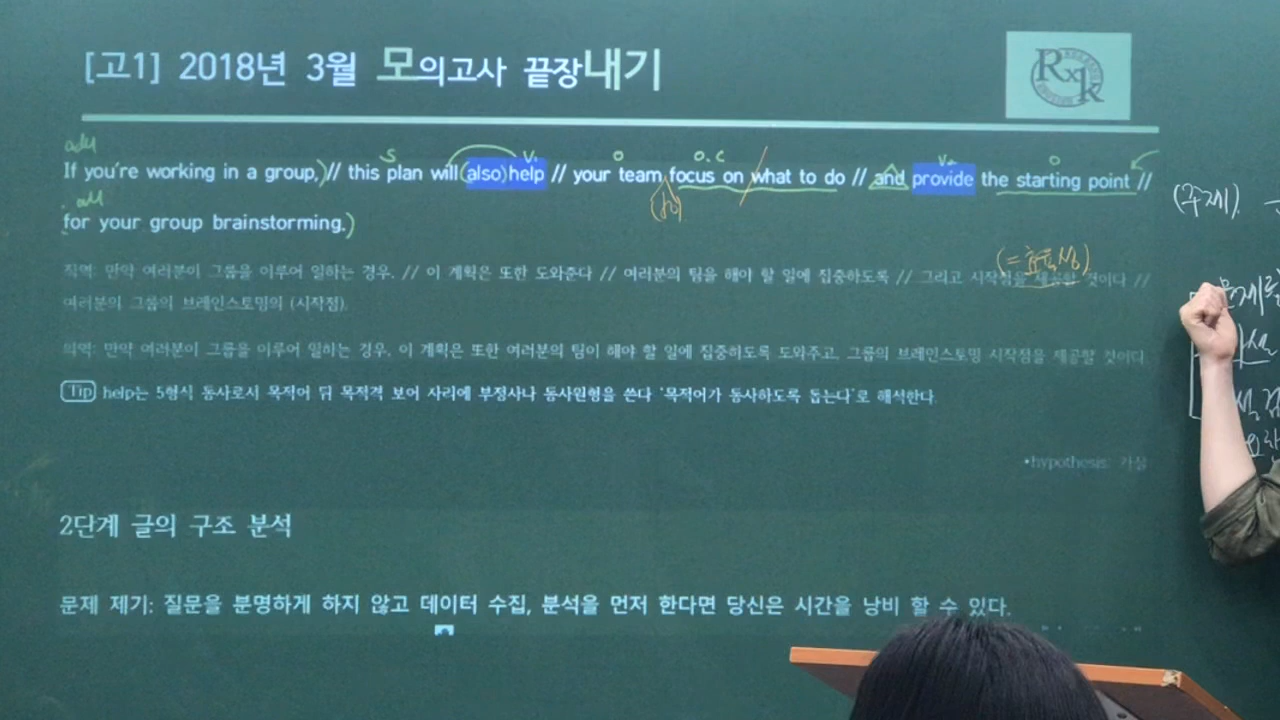 [고1] 2018년 3월 모의고사 끝장내기
RxK
adv
S V₁ O O.C V₂ O
If you're working in a group,)// this plan will (also) help // your team focus on / what to do // and provide the starting point //
(to)
for your group brainstorming.)
(주제)
(=효율성)
직역: 만약 여러분이 그룹을 이루어 일하는 경우, // 이 계획은 또한 도와준다 // 여러분의 팀을 해야 할 일에 집중하도록 // 그리고 시작점을 제공할 것이다 //
여러분의 그룹의 브레인스토밍의 (시작점).
문제를
의역: 만약 여러분이 그룹을 이루어 일하는 경우, 이 계획은 또한 여러분의 팀이 해야 할 일에 집중하도록 도와주고, 그룹의 브레인스토밍 시작점을 제공할 것이다.
Tip help는 5형식 동사로서 목적어 뒤 목적격 보어 자리에 부정사나 동사원형을 쓴다 '목적어가 동사하도록 돕는다'로 해석한다.
*hypothesis: 가설
2단계 글의 구조 분석
문제 제기: 질문을 분명하게 하지 않고 데이터 수집, 분석을 먼저 한다면 당신은 시간을 낭비 할 수 있다.